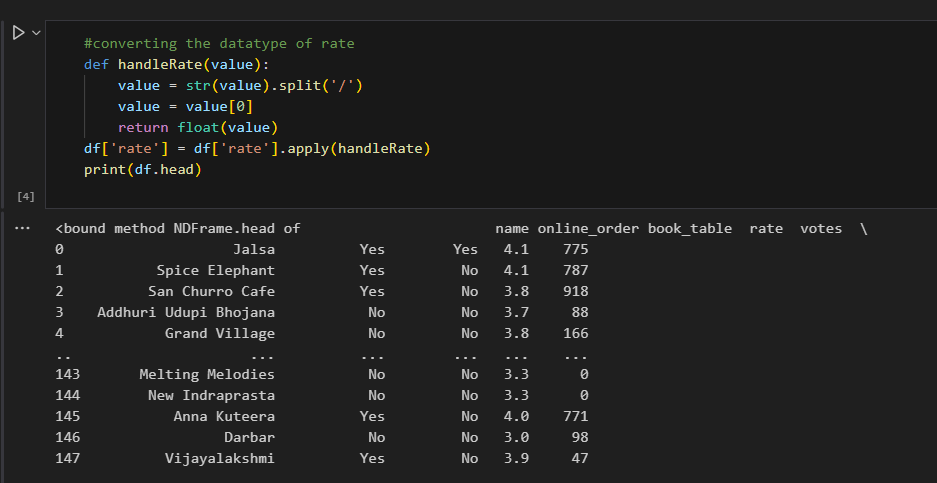 #converting the datatype of rate
def handleRate(value):
    value = str(value).split('/')
    value = value[0]
    return float(value)
df['rate'] = df['rate'].apply(handleRate)
print(df.head)
[4]
... <bound method NDFrame.head of                       name online_order book_table  rate  votes  \
0                    Jalsa          Yes        Yes   4.1    775
1           Spice Elephant          Yes         No   4.1    787
2          San Churro Cafe          Yes         No   3.8    918
3    Addhuri Udupi Bhojana           No         No   3.7     88
4            Grand Village           No         No   3.8    166
..                     ...          ...        ...   ...    ...
143       Melting Melodies           No         No   3.3      0
144        New Indraprasta           No         No   3.3      0
145           Anna Kuteera          Yes         No   4.0    771
146                 Darbar           No         No   3.0     98
147          Vijayalakshmi          Yes         No   3.9     47